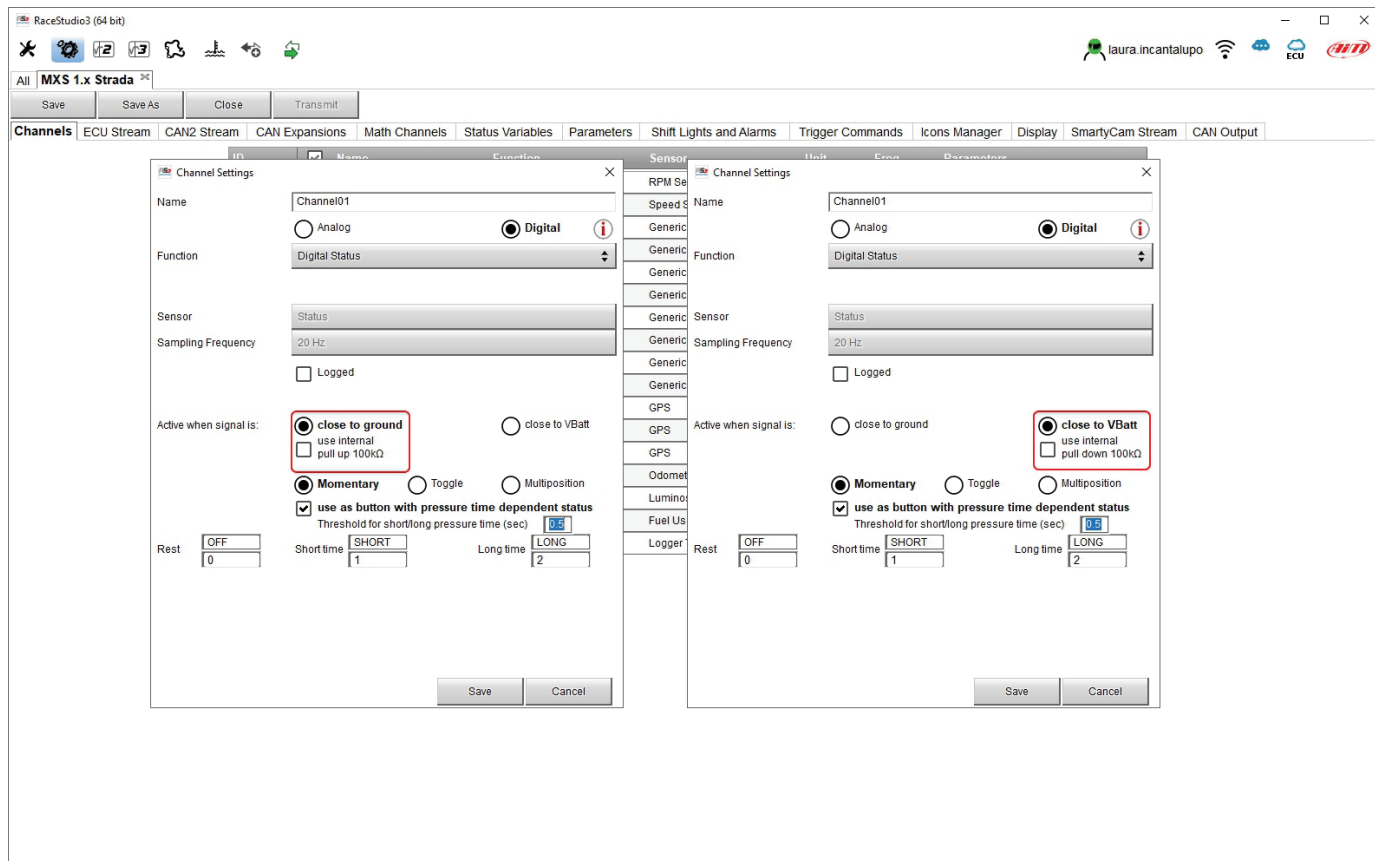 RS3 RaceStudio3 (64 bit)
laura.incantalupo
ECU
AiM
All MXS 1.x Strada
Save Save As Close Transmit
Channels ECU Stream CAN2 Stream CAN Expansions Math Channels Status Variables Parameters Shift Lights and Alarms Trigger Commands Icons Manager Display SmartyCam Stream CAN Output
ID Name Function Sensor Unit Freq Parameters
Channel Settings
Name Channel01
Analog Digital i
Function Digital Status
Sensor Status
Sampling Frequency 20 Hz
Logged
Active when signal is: close to ground close to VBatt
use internal
pull up 100kΩ
Momentary Toggle Multiposition
use as button with pressure time dependent status
Threshold for short/long pressure time (sec) 0.5
Rest OFF Short time SHORT Long time LONG
0 1 2
Save Cancel
RPM Se
Speed S
Generic
Generic
Generic
Generic
Generic
Generic
Generic
Generic
GPS
GPS
GPS
Odomet
Lumino
Fuel Us
Logger
Channel Settings
Name Channel01
Analog Digital i
Function Digital Status
Sensor Status
Sampling Frequency 20 Hz
Logged
Active when signal is: close to ground close to VBatt
use internal
pull down 100kΩ
Momentary Toggle Multiposition
use as button with pressure time dependent status
Threshold for short/long pressure time (sec) 0.5
Rest OFF Short time SHORT Long time LONG
0 1 2
Save Cancel